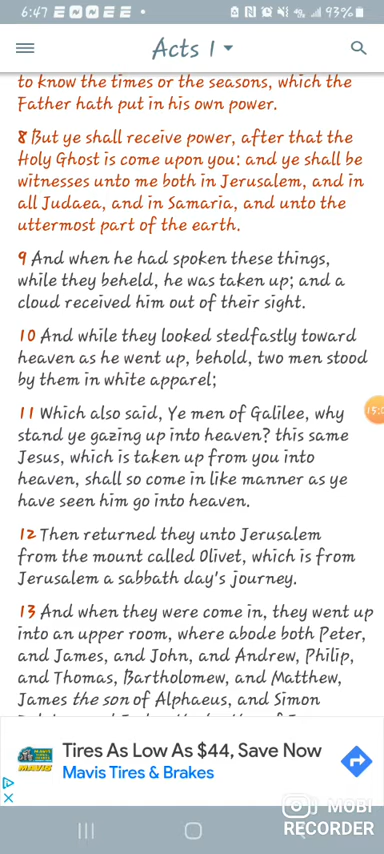 6:47 93%
Acts 1
to know the times or the seasons, which the
Father hath put in his own power.
8 But ye shall receive power, after that the
Holy Ghost is come upon you: and ye shall be
witnesses unto me both in Jerusalem, and in
all Judaea, and in Samaria, and unto the
uttermost part of the earth.
9 And when he had spoken these things,
while they beheld, he was taken up; and a
cloud received him out of their sight.
10 And while they looked stedfastly toward
heaven as he went up, behold, two men stood
by them in white apparel;
11 Which also said, Ye men of Galilee, why
stand ye gazing up into heaven? this same
Jesus, which is taken up from you into
heaven, shall so come in like manner as ye
have seen him go into heaven.
12 Then returned they unto Jerusalem
from the mount called Olivet, which is from
Jerusalem a sabbath day's journey.
13 And when they were come in, they went up
into an upper room, where abode both Peter,
and James, and John, and Andrew, Philip,
and Thomas, Bartholomew, and Matthew,
James the son of Alphaeus, and Simon
MAVIS
Tires As Low As $44, Save Now
Mavis Tires & Brakes
MOBI
RECORDER